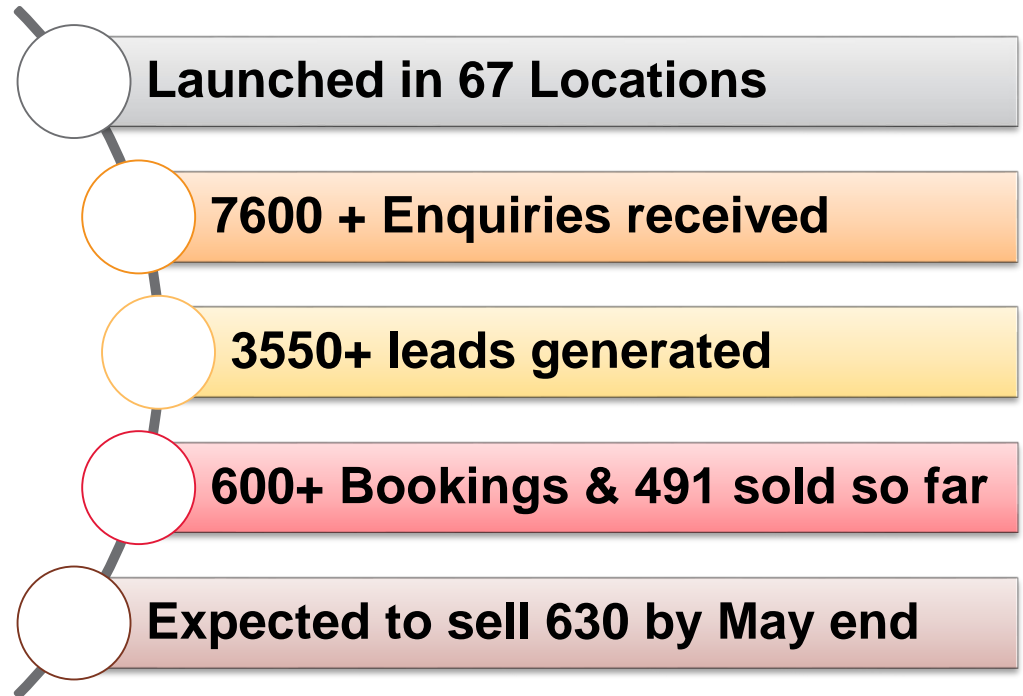 Launched in 67 Locations
7600 + Enquiries received
3550+ leads generated
600+ Bookings & 491 sold so far
Expected to sell 630 by May end